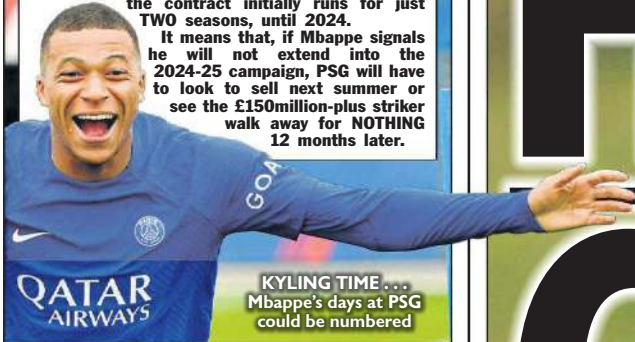 the contract initially runs for just
TWO seasons, until 2024.
It means that, if Mbappe signals
he will not extend into the
2024-25 campaign, PSG will have
to look to sell next summer or
see the £150million-plus striker
walk away for NOTHING
12 months later.
GOA
QATAR
AIRWAYS
KYLING TIME . . .
Mbappe's days at PSG
could be numbered